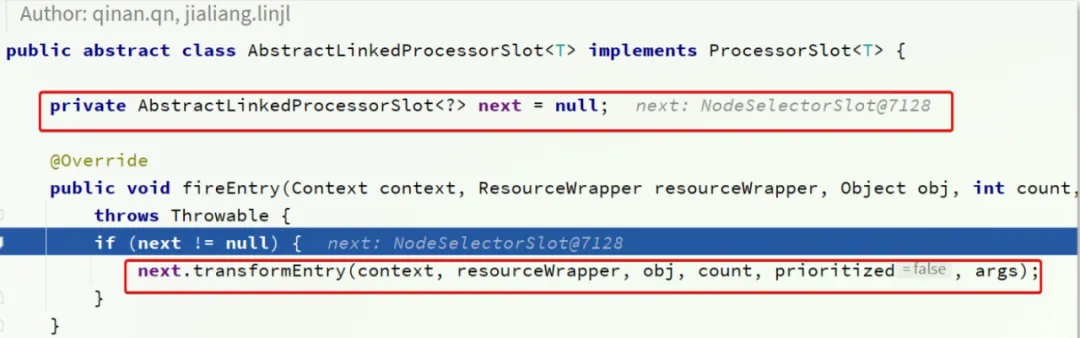 Author: qinan.qn, jialiang.linjl
public abstract class AbstractLinkedProcessorSlot<T> implements ProcessorSlot<T> {
private AbstractLinkedProcessorSlot<?> next = null; next: NodeSelectorSlot@7128
@Override
public void fireEntry(Context context, ResourceWrapper resourceWrapper, Object obj, int count,
throws Throwable {
if (next != null) { next: NodeSelectorSlot@7128
next.transformEntry(context, resourceWrapper, obj, count, prioritized =false , args);
}
}